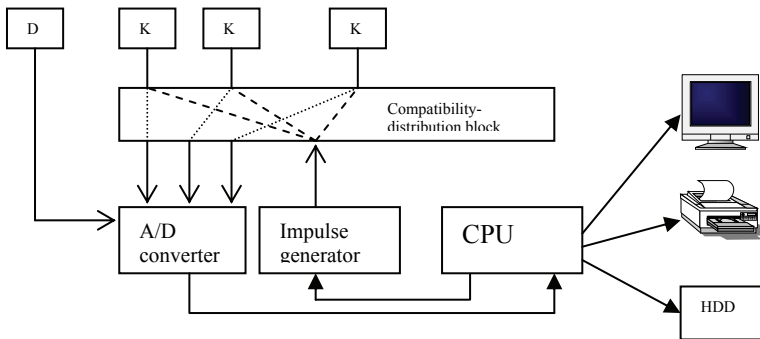 D
K
K
K
Compatibility-
distribution block
A/D
converter
Impulse
generator
CPU
HDD